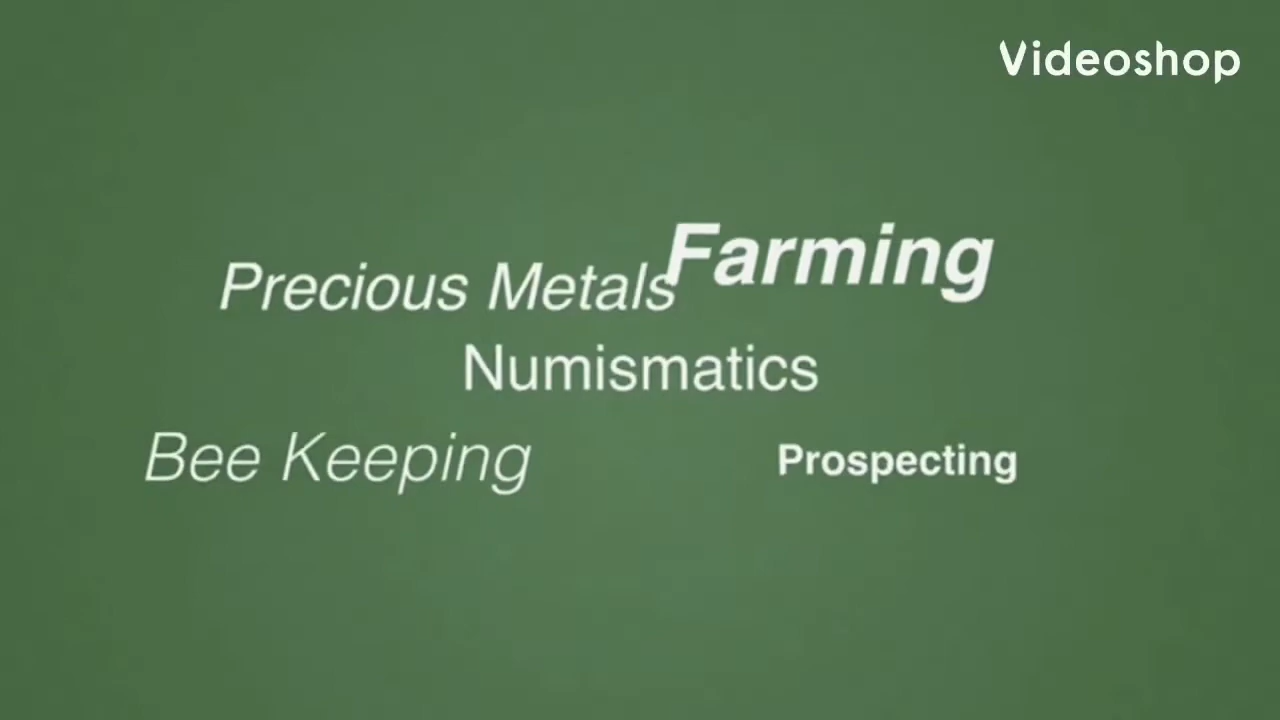 Videoshop
Farming
Precious Metals
Numismatics
Bee Keeping
Prospecting